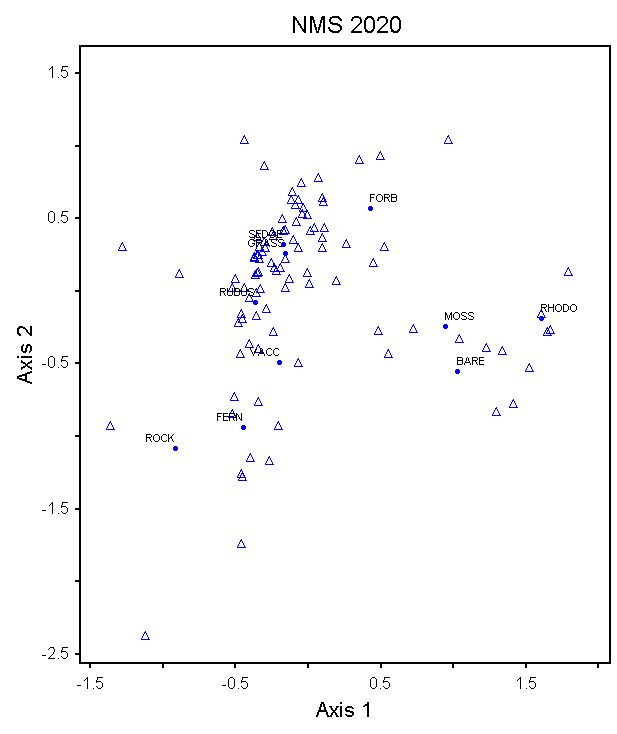 NMS 2020
1.5
FORB
0.5
SEDGE
GRASS
RUBUS
RHODO
MOSS
Axis 2
VACC
BARE
-0.5
FERN
ROCK
-1.5
-2.5
-1.5 -0.5 0.5 1.5
Axis 1